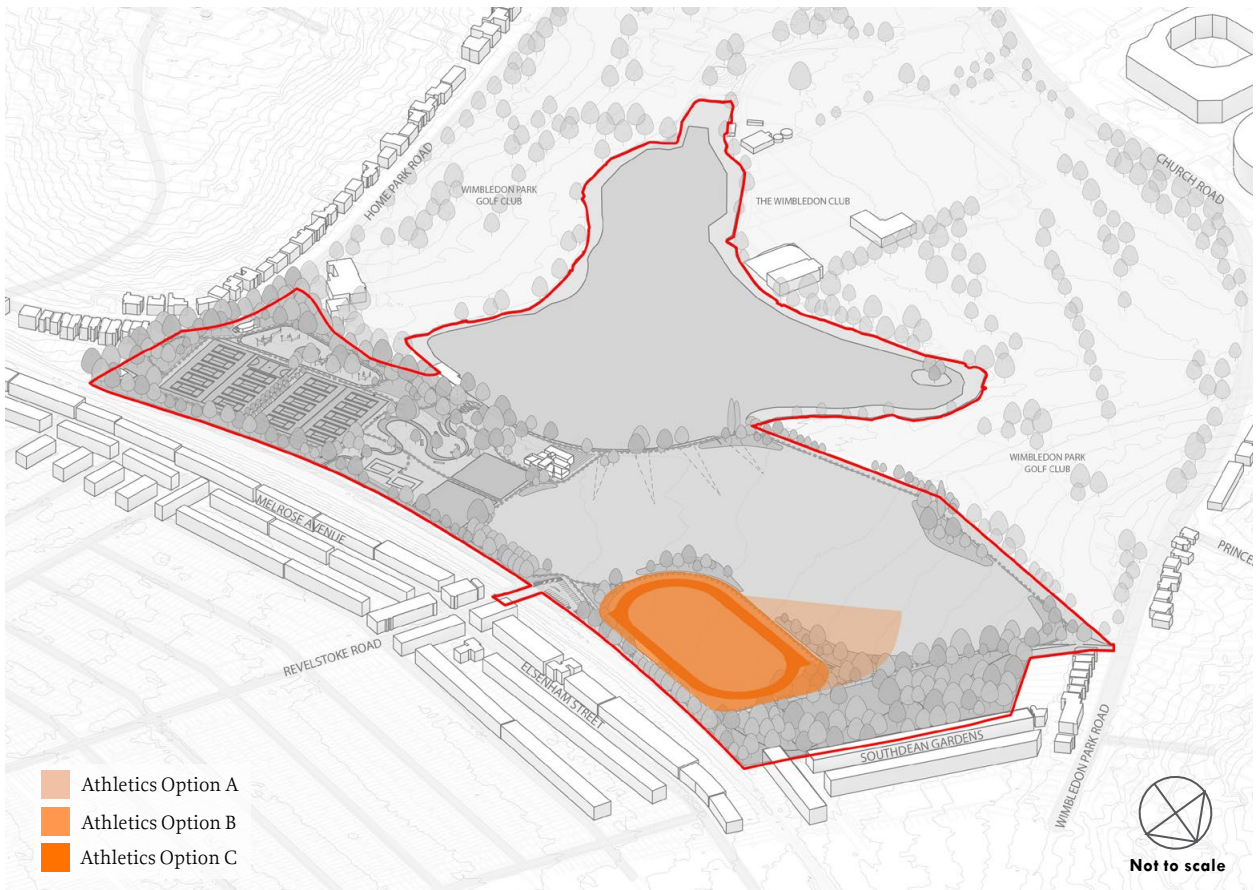 HOME PARK ROAD
WIMBLEDON PARK
GOLF CLUB
THE WIMBLEDON CLUB
CHURCH ROAD
WIMBLEDON PARK
GOLF CLUB
PRINCE
MELROSE AVENUE
REVELSTOKE ROAD
ELSENHAM STREET
SOUTHDEAN GARDENS
WIMBLEDON PARK ROAD
Athletics Option A
Athletics Option B
Athletics Option C
Not to scale